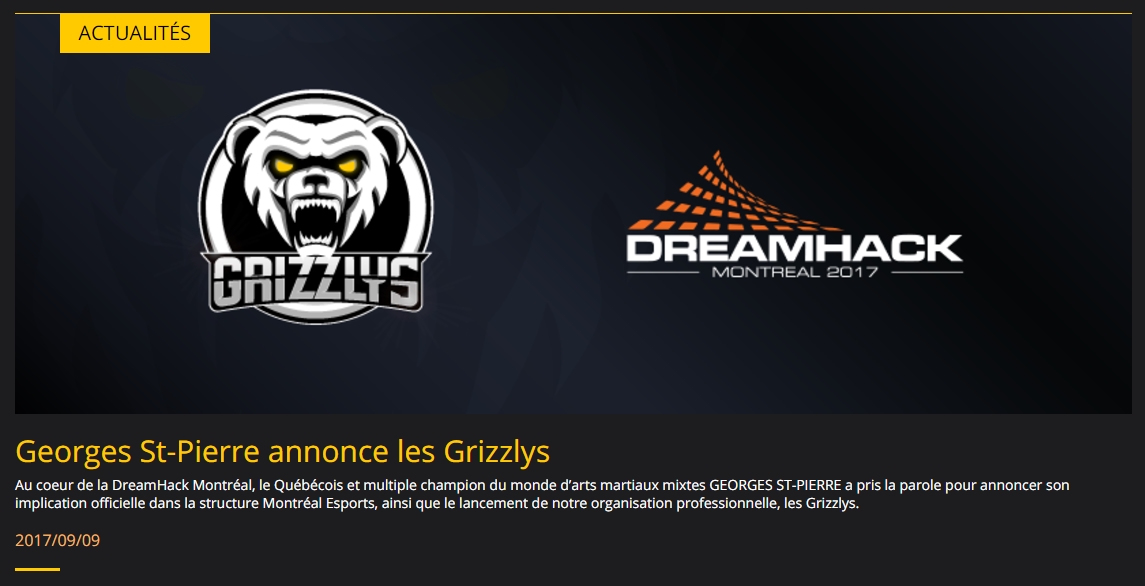 ACTUALITÉS
GRIZZLYS
DREAMHACK
MONTREAL 2017
Georges St-Pierre annonce les Grizzlys
Au coeur de la DreamHack Montréal, le Québécois et multiple champion du monde d’arts martiaux mixtes GEORGES ST-PIERRE a pris la parole pour annoncer son
implication officielle dans la structure Montréal Esports, ainsi que le lancement de notre organisation professionnelle, les Grizzlys.
2017/09/09